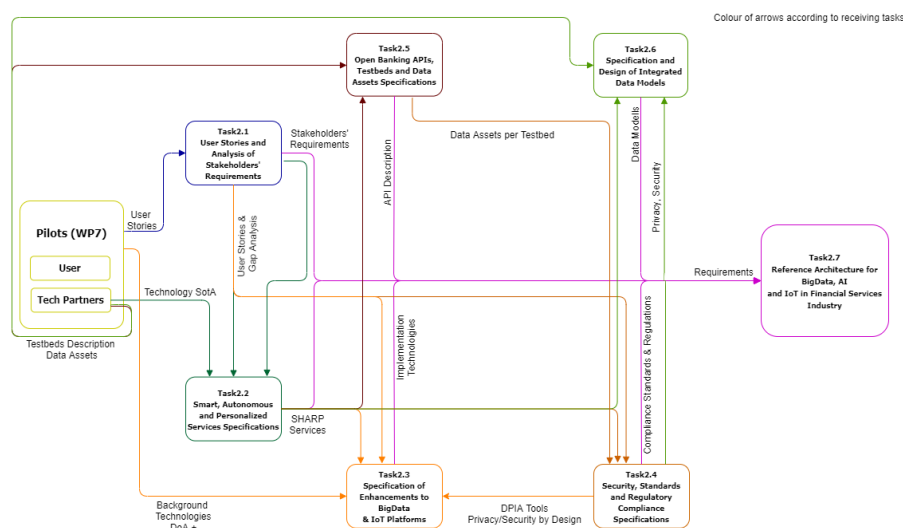 Colour of arrows according to receiving tasks
Task2.5
Open Banking APIs,
Testbeds and Data
Assets Specifications
Task2.6
Specification and
Design of Integrated
Data Models
Task2.1
User Stories and
Analysis of
Stakeholders'
Requirements
Stakeholders'
Requirements
Data Assets per Testbed
API Description
Data Modells
Privacy, Security
User
Stories
Pilots (WP7)
User
Tech Partners
User Stories &
Gap Analysis
Technology SotA
Requirements
Task2.7
Reference Architecture for
BigData, AI
and IoT in Financial Services
Industry
Testbeds Description
Data Assets
Implementation
Technologies
Compliance Standards & Regulations
Task2.2
Smart, Autonomous
and Personalized
Services Specifications
SHARP
Services
Task2.3
Specification of
Enhancements to
BigData
& IoT Platforms
Task2.4
Security, Standards
and Regulatory
Compliance
Specifications
Background
Technologies
DoA +
DPIA Tools
Privacy/Security by Design